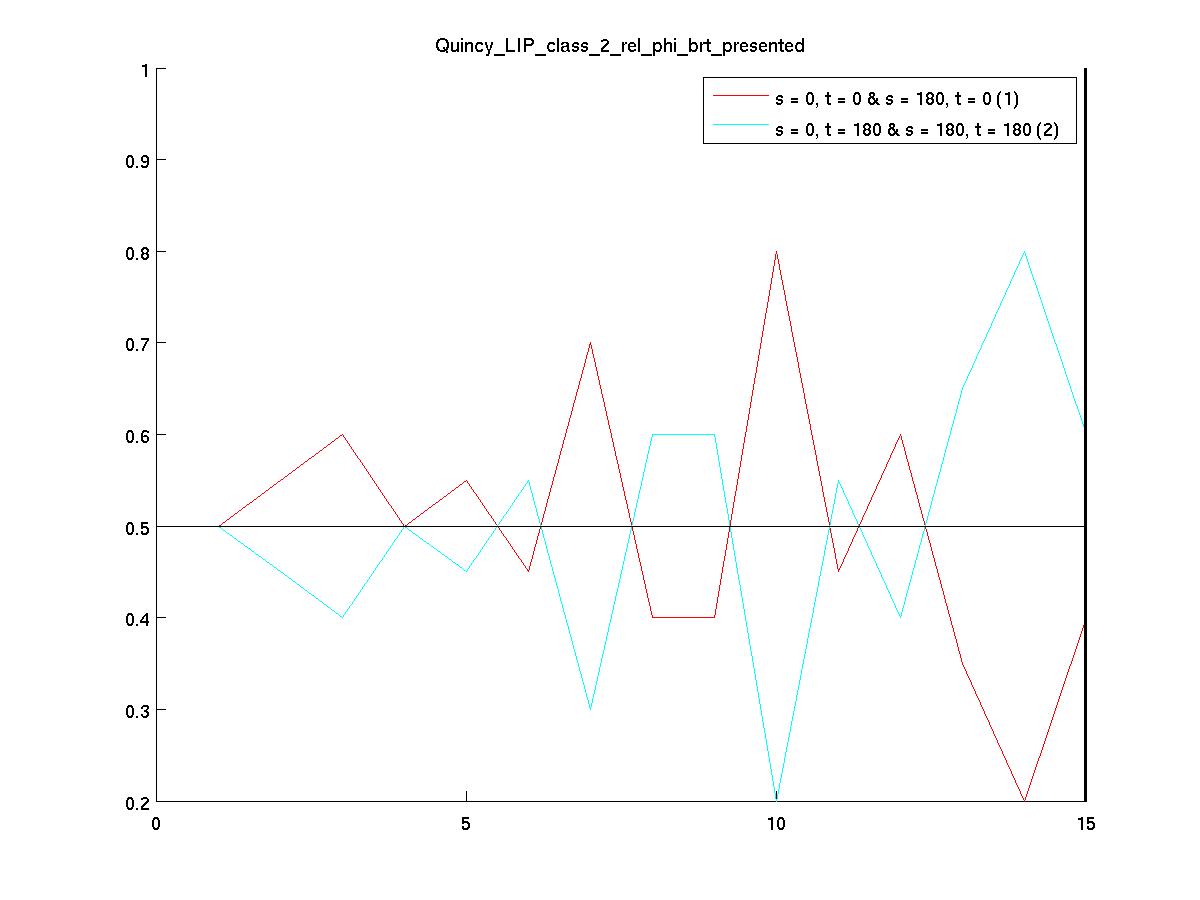 Quincy_LIP_class_2_rel_phi_brt_presented
s = 0, t = 0 & s = 180, t = 0 (1)
s = 0, t = 180 & s = 180, t = 180 (2)
1
0.9
0.8
0.7
0.6
0.5
0.4
0.3
0.2
0 5 10 15